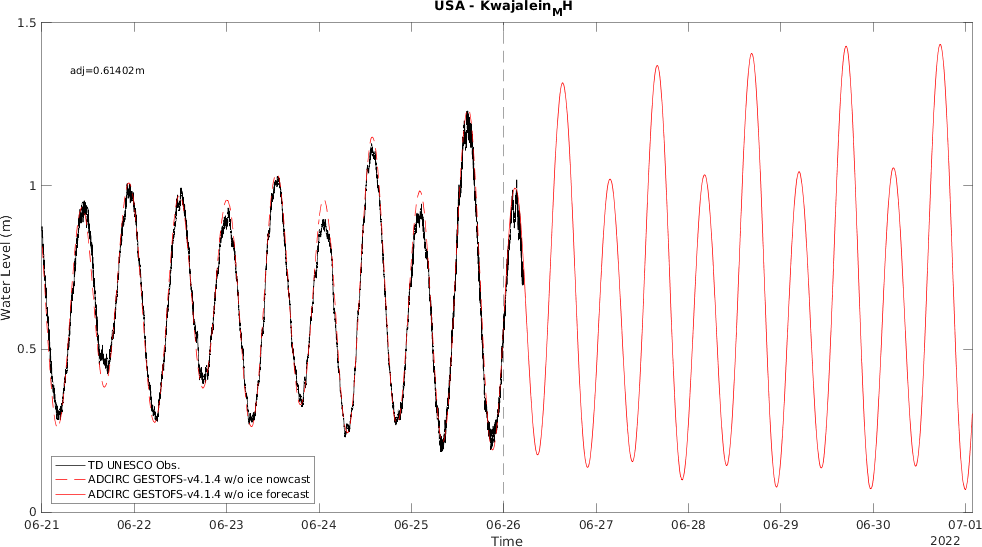 USA - Kwajalein_MH
1.5
adj=0.61402m
1
Water Level (m)
0.5
TD UNESCO Obs.
ADCIRC GESTOFS-v4.1.4 w/o ice nowcast
ADCIRC GESTOFS-v4.1.4 w/o ice forecast
0
06-21 06-22 06-23 06-24 06-25 06-26 06-27 06-28 06-29 06-30 07-01
Time 2022